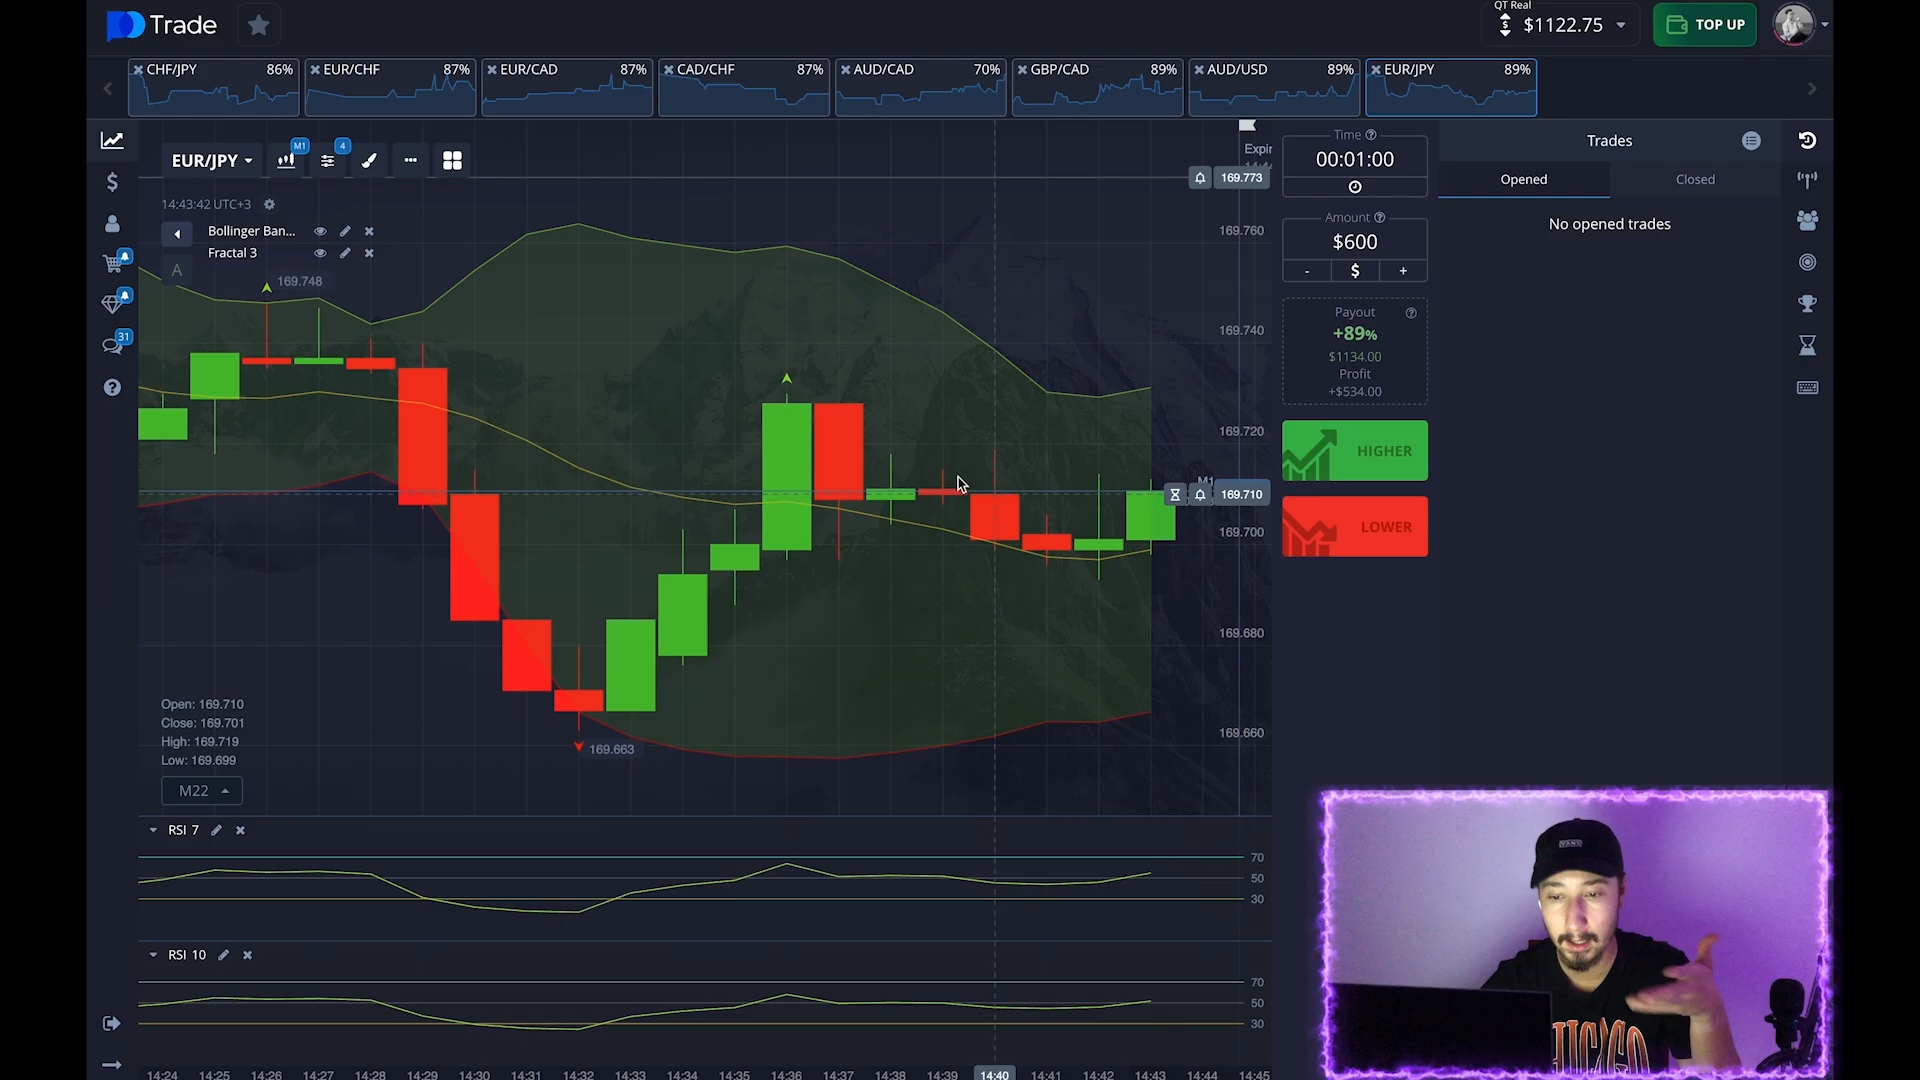 Trade
QT Real
$1122.75
TOP UP
CHF/JPY 86%
EUR/CHF 87%
EUR/CAD 87%
CAD/CHF 87%
AUD/CAD 70%
GBP/CAD 89%
AUD/USD 89%
EUR/JPY 89%
EUR/JPY
M1
4
14:43:42 UTC+3
Bollinger Ban...
Fractal 3
A
169.748
169.663
Expir
169.773
169.760
169.740
169.720
M1
169.710
169.700
169.680
169.660
Open: 169.710
Close: 169.701
High: 169.719
Low: 169.699
M22
31
Time
00:01:00
Amount
$600
- $ +
Payout
+89%
$1134.00
Profit
+$534.00
HIGHER
LOWER
Trades
Opened
Closed
No opened trades
RSI 7
70
50
30
RSI 10
70
50
30
14:24 14:25 14:26 14:27 14:28 14:29 14:30 14:31 14:32 14:33 14:34 14:35 14:36 14:37 14:38 14:39 14:40 14:41 14:42 14:43 14:44 14:45
VANS